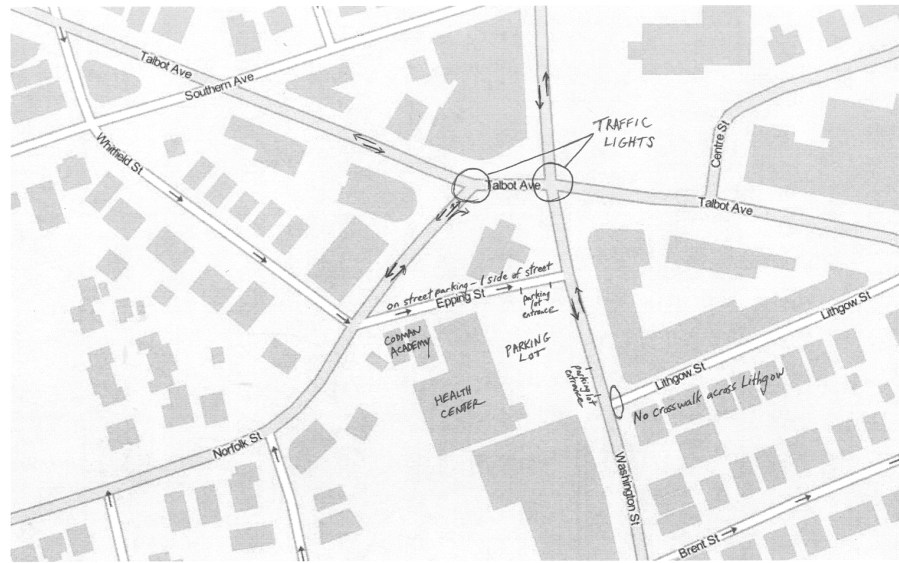 Talbot Ave
Southern Ave
TRAFFIC
LIGHTS
Whitfield St
Centre St
Talbot Ave
Talbot Ave
on street parking - 1 side of street
Epping St
parking
lot
entrance
CODMAN
ACADEMY
PARKING
LOT
Lithgow St
Lithgow St
parking lot
entrance
HEALTH
CENTER
No Crosswalk across Lithgow
Norfolk St
Washington St
Brent St